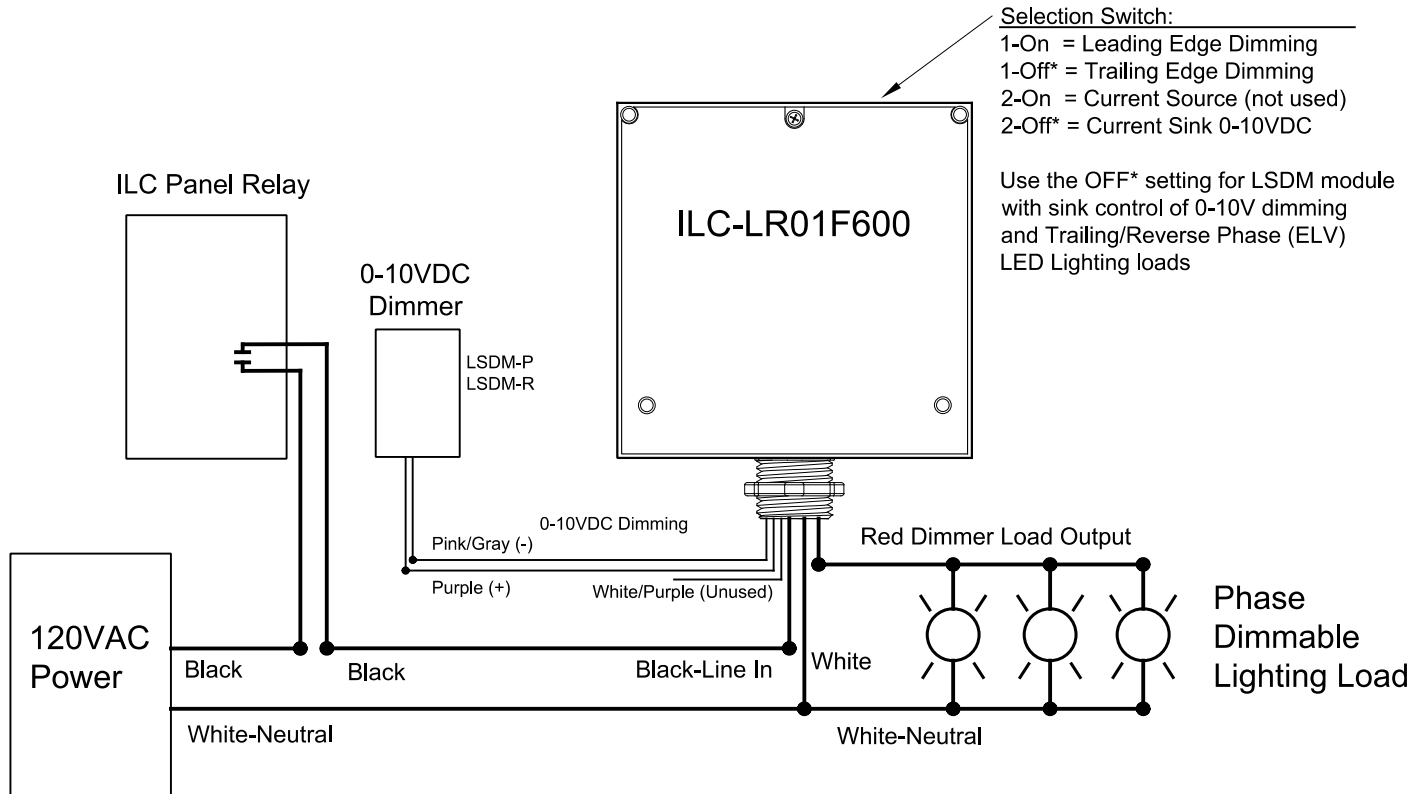 Selection Switch:
1-On = Leading Edge Dimming
1-Off* = Trailing Edge Dimming
2-On = Current Source (not used)
2-Off* = Current Sink 0-10VDC
Use the OFF* setting for LSDM module
with sink control of 0-10V dimming
and Trailing/Reverse Phase (ELV)
LED Lighting loads
ILC Panel Relay
ILC-LR01F600
0-10VDC
Dimmer
LSDM-P
LSDM-R
0-10VDC Dimming
Pink/Gray (-)
Purple (+)
White/Purple (Unused)
Red Dimmer Load Output
Phase
Dimmable
Lighting Load
120VAC
Power
Black
Black
Black-Line In
White
White-Neutral
White-Neutral